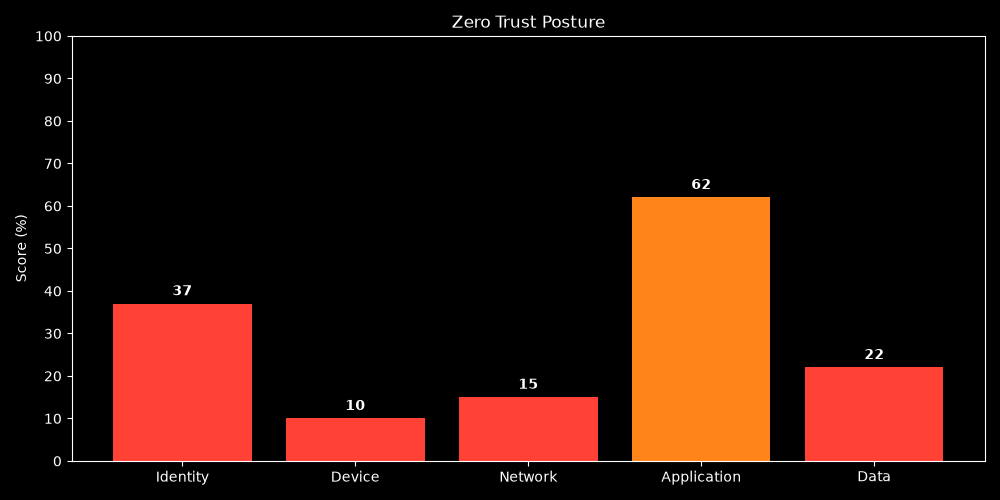 Zero Trust Posture
Score (%)
100
90
80
70
60
50
40
30
20
10
0
37
10
15
62
22
Identity
Device
Network
Application
Data